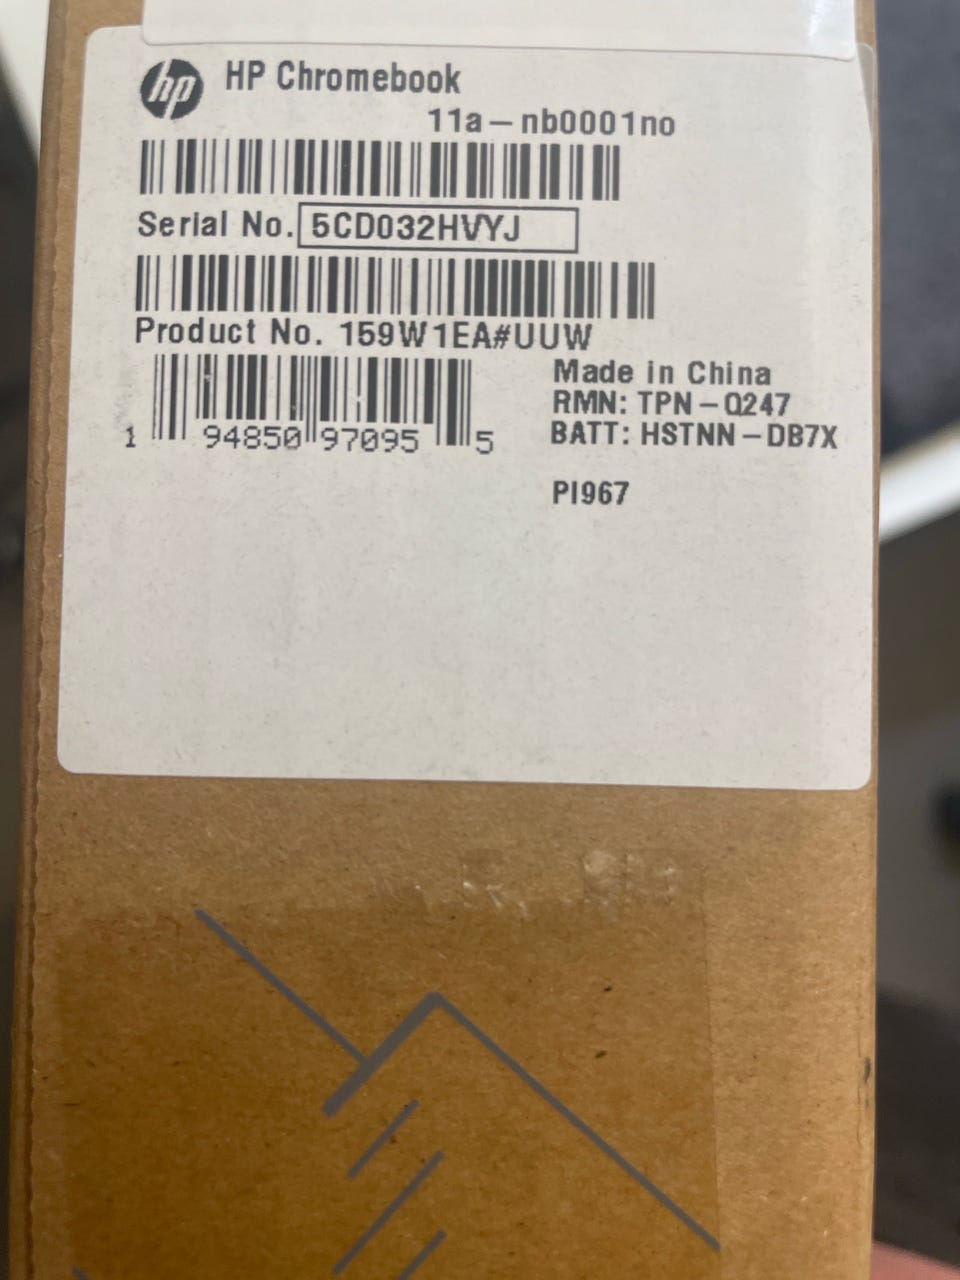 hp HP Chromebook
11a-nb0001no
Serial No. 5CD032HVYJ
Product No. 159W1EA#UUW
1 94850 97095 5
Made in China
RMN: TPN-Q247
BATT: HSTNN-DB7X
PI967